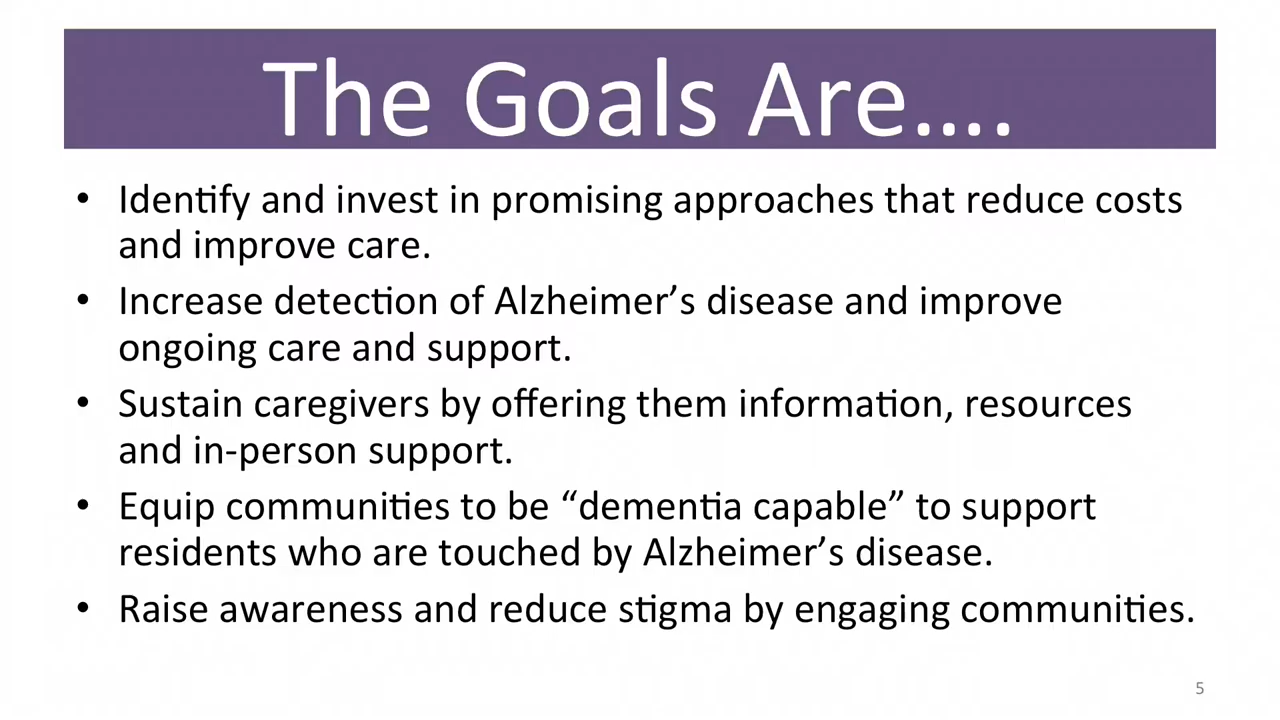 The Goals Are....
• Identify and invest in promising approaches that reduce costs
and improve care.
• Increase detection of Alzheimer’s disease and improve
ongoing care and support.
• Sustain caregivers by offering them information, resources
and in-person support.
• Equip communities to be “dementia capable” to support
residents who are touched by Alzheimer’s disease.
• Raise awareness and reduce stigma by engaging communities.
5